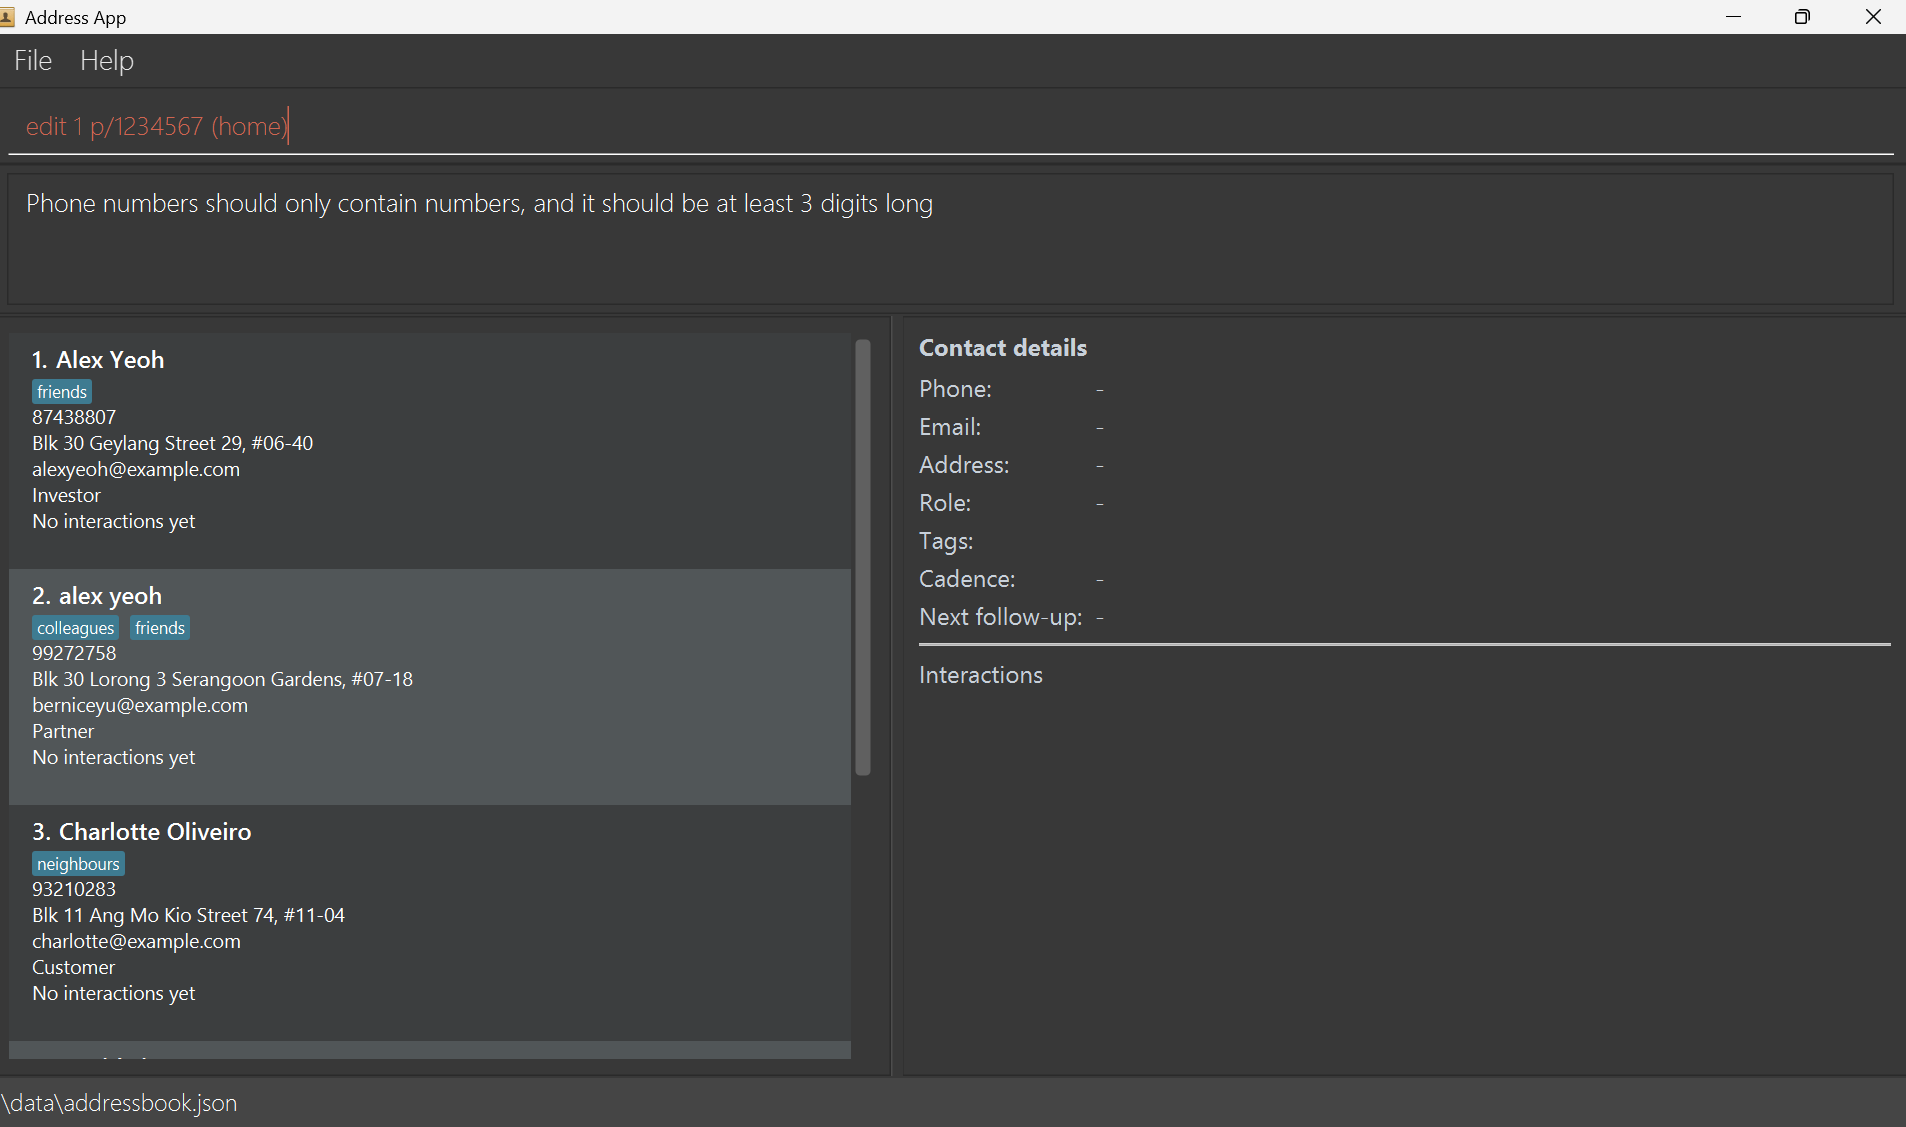 Address App
File Help
edit 1 p/1234567 (home)
Phone numbers should only contain numbers, and it should be at least 3 digits long
1. Alex Yeoh
friends
87438807
Blk 30 Geylang Street 29, #06-40
alexyeoh@example.com
Investor
No interactions yet
2. alex yeoh
colleagues friends
99272758
Blk 30 Lorong 3 Serangoon Gardens, #07-18
berniceyu@example.com
Partner
No interactions yet
3. Charlotte Oliveiro
neighbours
93210283
Blk 11 Ang Mo Kio Street 74, #11-04
charlotte@example.com
Customer
No interactions yet
Contact details
Phone: -
Email: -
Address: -
Role: -
Tags:
Cadence: -
Next follow-up: -
Interactions
\data\addressbook.json